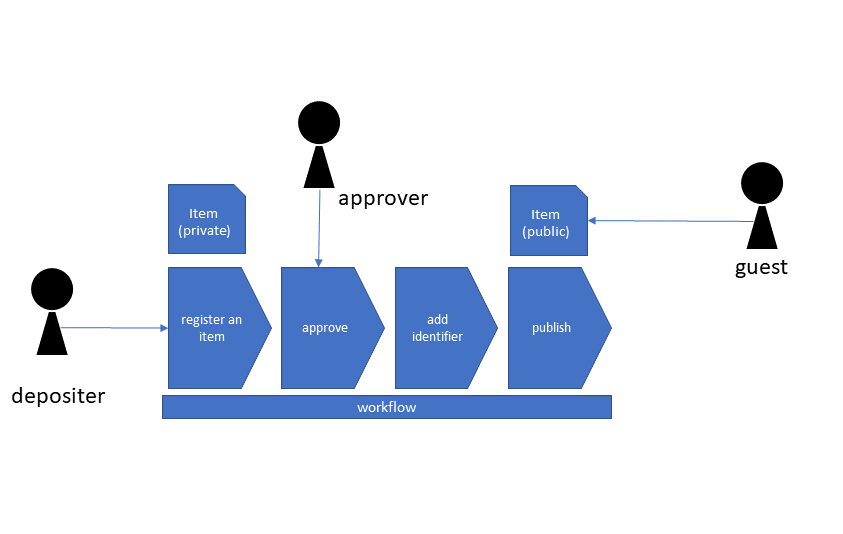 approver
Item
(private)
Item
(public)
guest
register an
item
approve
add
identifier
publish
depositer
workflow